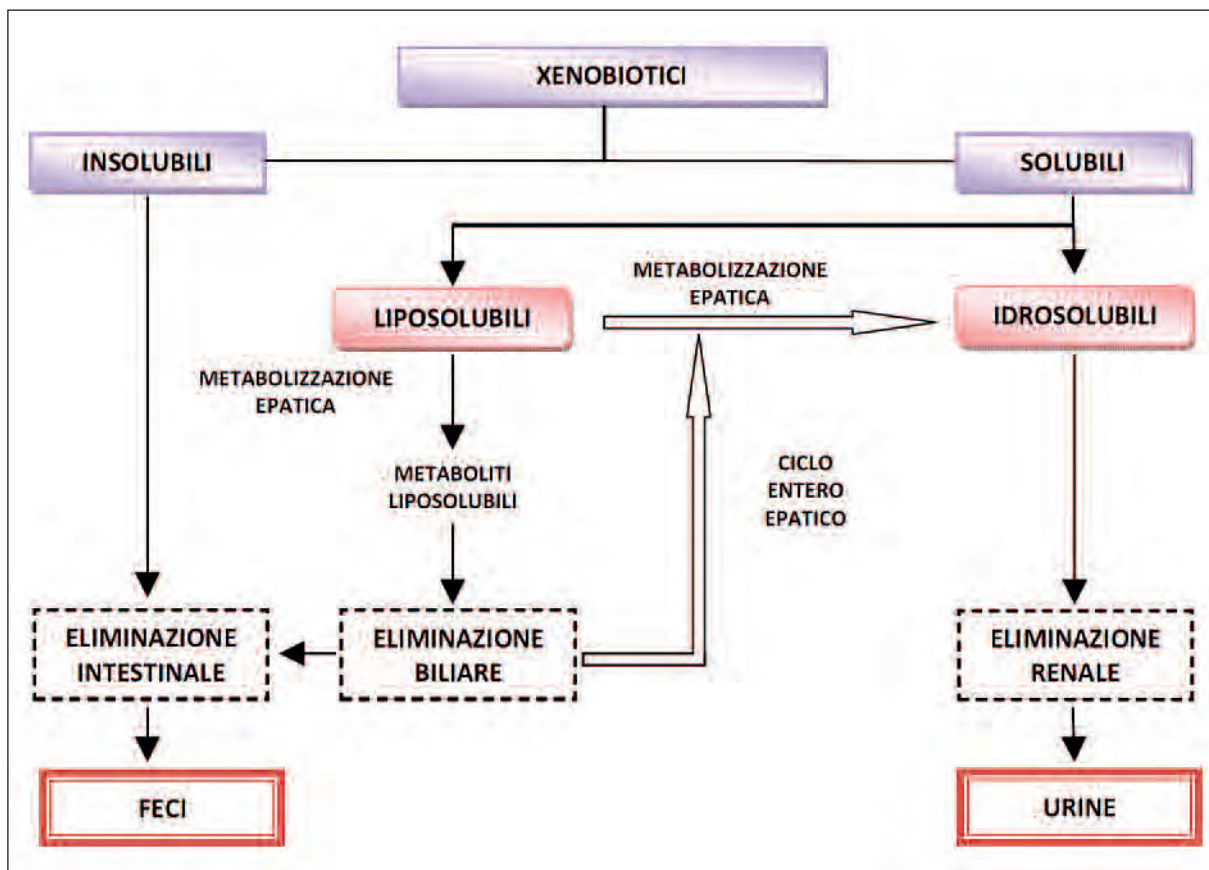 XENOBIOTICI
INSOLUBILI
SOLUBILI
METABOLIZZAZIONE
EPATICA
LIPOSOLUBILI
IDROSOLUBILI
METABOLIZZAZIONE
EPATICA
METABOLITI
LIPOSOLUBILI
CICLO
ENTERO
EPATICO
ELIMINAZIONE
INTESTINALE
ELIMINAZIONE
BILIARE
ELIMINAZIONE
RENALE
FECI
URINE